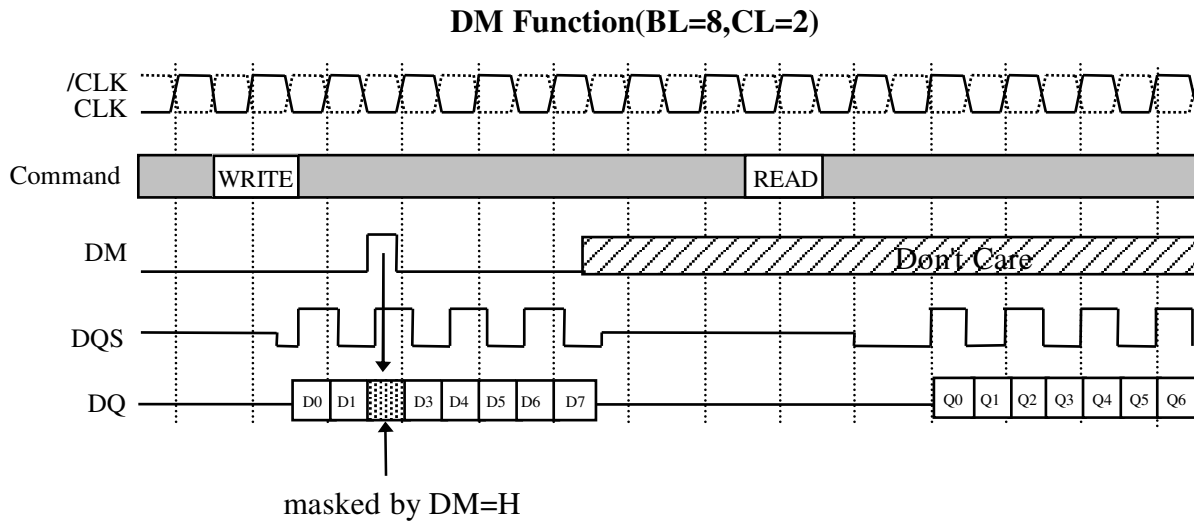 DM Function(BL=8,CL=2)
/CLK
CLK
Command
WRITE
READ
DM
Don't Care
DQS
DQ
D0 D1 D3 D4 D5 D6 D7
Q0 Q1 Q2 Q3 Q4 Q5 Q6
masked by DM=H